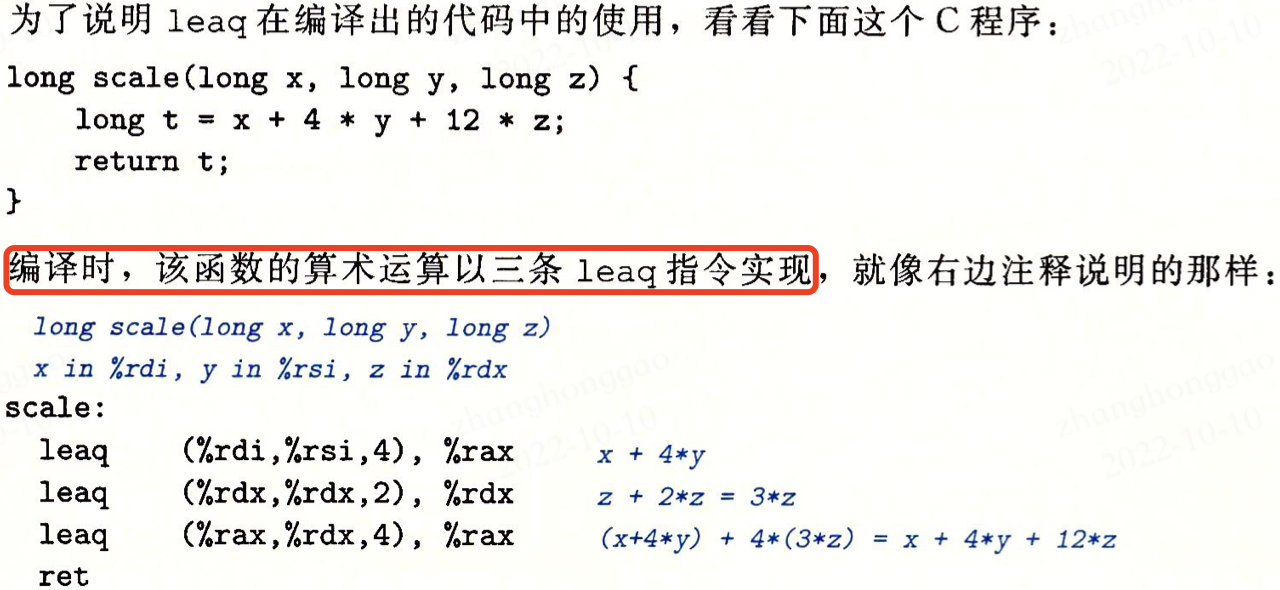 为了说明 leaq 在编译出的代码中的使用，看看下面这个 C 程序：
long scale(long x, long y, long z) {
    long t = x + 4 * y + 12 * z;
    return t;
}
编译时，该函数的算术运算以三条 leaq 指令实现，就像右边注释说明的那样：
long scale(long x, long y, long z)
x in %rdi, y in %rsi, z in %rdx
scale:
  leaq    (%rdi,%rsi,4), %rax    x + 4*y
  leaq    (%rdx,%rdx,2), %rdx    z + 2*z = 3*z
  leaq    (%rax,%rdx,4), %rax    (x+4*y) + 4*(3*z) = x + 4*y + 12*z
  ret
zhanghonggao
2022-10-10
zhanghonggao
2022-10-10
zhanghonggao
2022-10-10